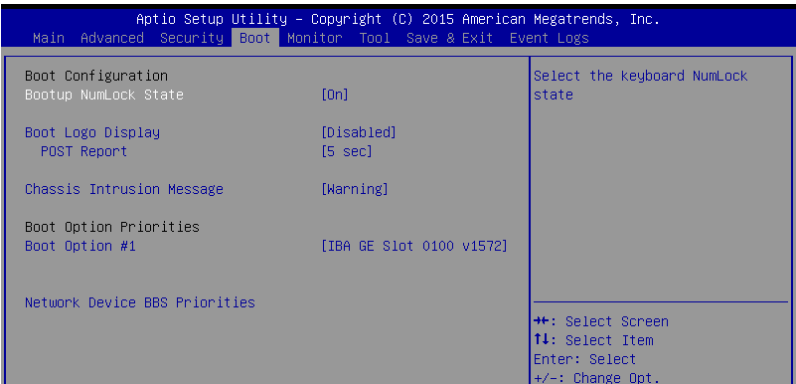 Aptio Setup Utility – Copyright (C) 2015 American Megatrends, Inc.
Main Advanced Security Boot Monitor Tool Save & Exit Event Logs
Boot Configuration
Bootup NumLock State [On]
Boot Logo Display [Disabled]
POST Report [5 sec]
Chassis Intrusion Message [Warning]
Boot Option Priorities
Boot Option #1 [IBA GE Slot 0100 v1572]
Network Device BBS Priorities
Select the keyboard NumLock
state
→←: Select Screen
↑↓: Select Item
Enter: Select
+/-: Change Opt.